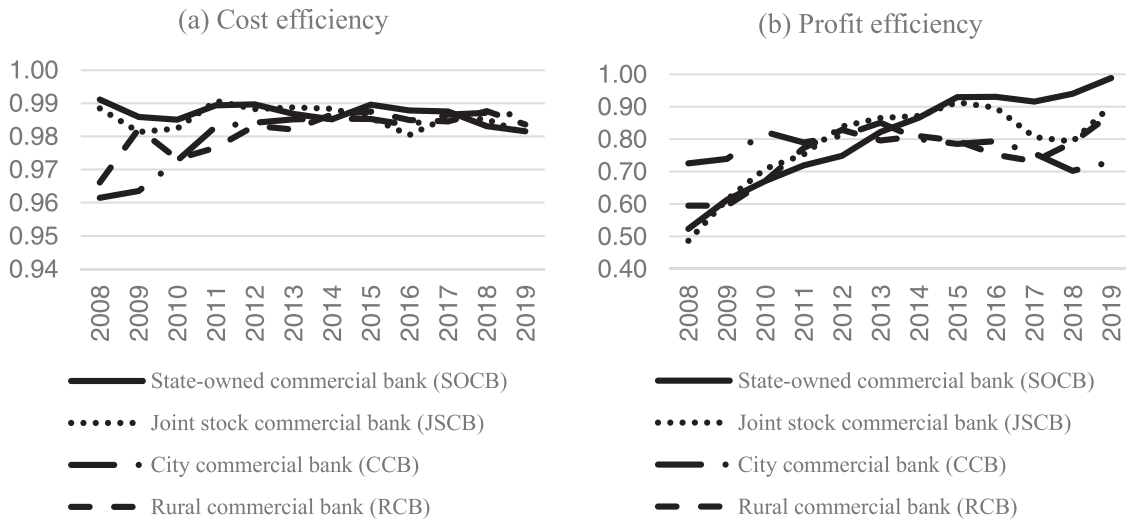 (a) Cost efficiency
1.00
0.99
0.98
0.97
0.96
0.95
0.94
2008 2009 2010 2011 2012 2013 2014 2015 2016 2017 2018 2019
State-owned commercial bank (SOCB)
Joint stock commercial bank (JSCB)
City commercial bank (CCB)
Rural commercial bank (RCB)
(b) Profit efficiency
1.00
0.90
0.80
0.70
0.60
0.50
0.40
2008 2009 2010 2011 2012 2013 2014 2015 2016 2017 2018 2019
State-owned commercial bank (SOCB)
Joint stock commercial bank (JSCB)
City commercial bank (CCB)
Rural commercial bank (RCB)